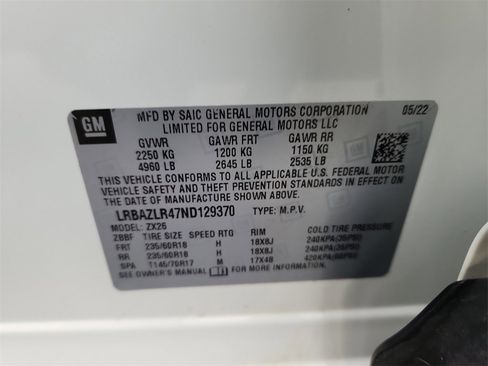 GM
MFD BY SAIC GENERAL MOTORS CORPORATION 05/22
LIMITED FOR GENERAL MOTORS LLC
GVWR GAWR FRT GAWR RR
2250 KG 1200 KG 1150 KG
4960 LB 2645 LB 2535 LB
THIS VEHICLE CONFORMS TO ALL APPLICABLE U.S. FEDERAL MOTOR
VEHICLE SAFETY AND THEFT PREVENTION STANDARDS IN EFFECT ON
THE DATE OF MANUFACTURE SHOWN ABOVE.
LRBAZLR47ND129370 TYPE: M.P.V.
MODEL: ZX26
ZBBF TIRE SIZE SPEED RTG RIM COLD TIRE PRESSURE
FRT 235/60R18 H 18X8J 240KPA(35PSI)
RR 235/60R18 H 18X8J 240KPA(35PSI)
SPA T145/70R17 M 17X4B 420KPA(60PSI)
SEE OWNER'S MANUAL FOR MORE INFORMATION